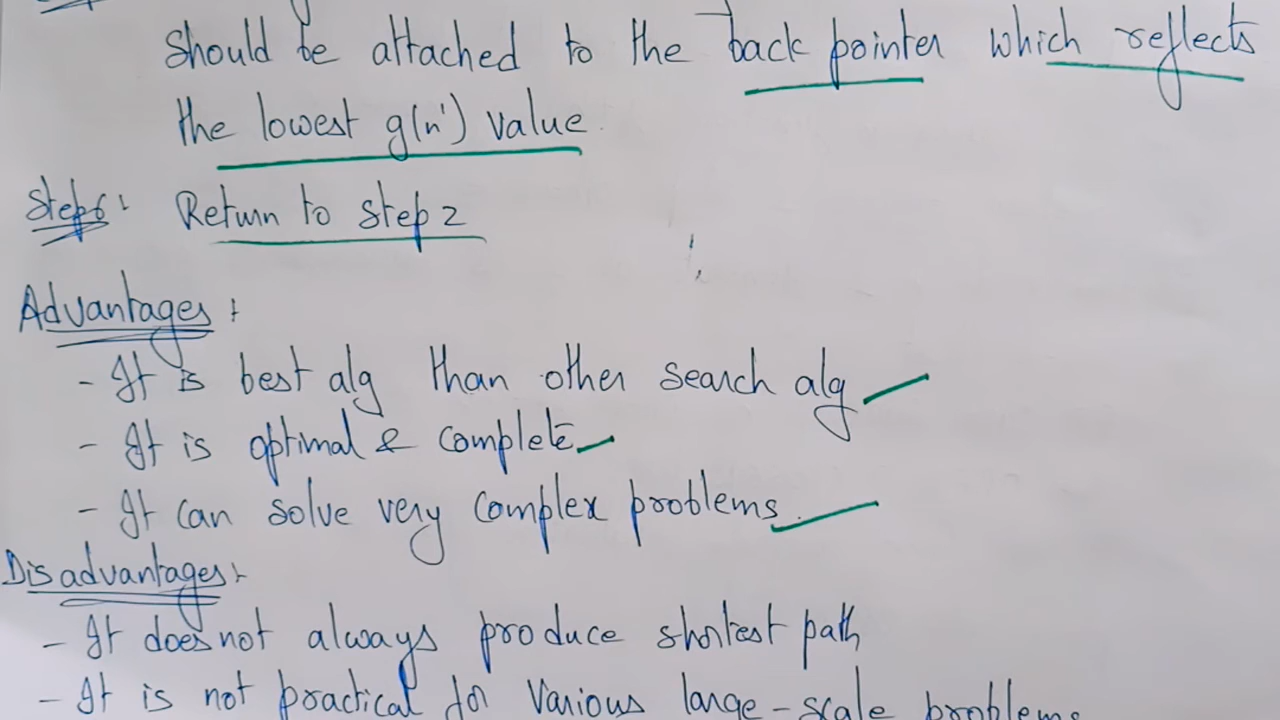 should be attached to the back pointer which reflects
the lowest g(n') value
Step6:  Return to step 2
Advantages:
- It is best alg than other search alg
- It is optimal & complete
- It can solve very complex problems.
Disadvantages:
- It does not always produce shortest path
- It is not practical for various large-scale problems